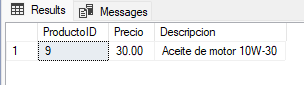 Results Messages
ProductoID Precio Descripcion
1 9 30.00 Aceite de motor 10W-30